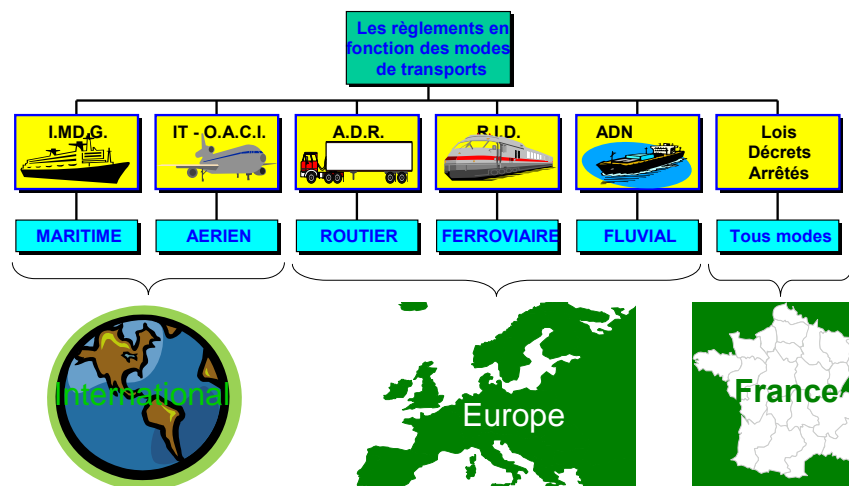 Les règlements en
fonction des modes
de transports
I.MD.G.
IT - O.A.C.I.
A.D.R.
R.I.D.
ADN
Lois
Décrets
Arrêtés
MARITIME
AERIEN
ROUTIER
FERROVIAIRE
FLUVIAL
Tous modes
International
Europe
France